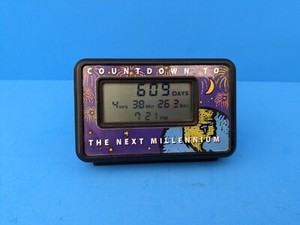 COUNTDOWN TO
609 DAYS
4 HRS 38 MIN 26.3 SEC
7:21 PM
THE NEXT MILLENNIUM